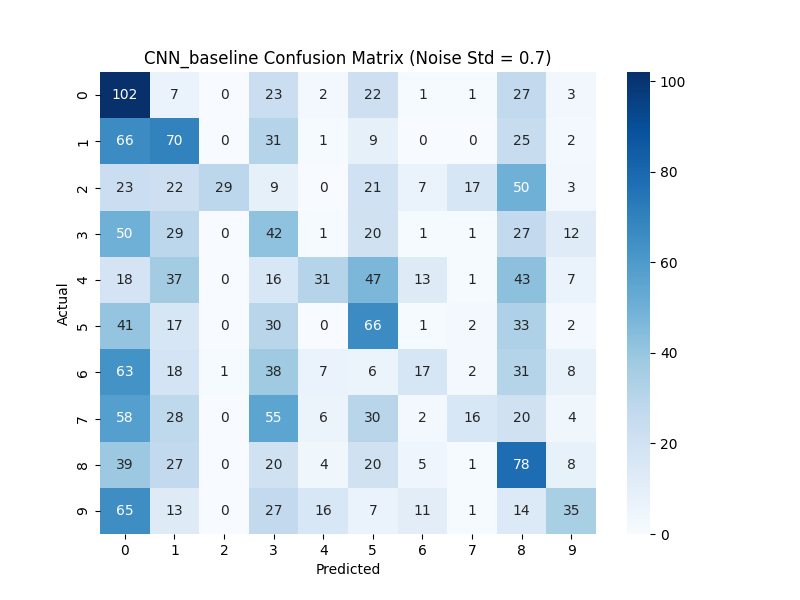 CNN_baseline Confusion Matrix (Noise Std = 0.7)
0 102 7 0 23 2 22 1 1 27 3
1 66 70 0 31 1 9 0 0 25 2
2 23 22 29 9 0 21 7 17 50 3
3 50 29 0 42 1 20 1 1 27 12
4 18 37 0 16 31 47 13 1 43 7
5 41 17 0 30 0 66 1 2 33 2
6 63 18 1 38 7 6 17 2 31 8
7 58 28 0 55 6 30 2 16 20 4
8 39 27 0 20 4 20 5 1 78 8
9 65 13 0 27 16 7 11 1 14 35
0 1 2 3 4 5 6 7 8 9
Predicted
Actual
100
80
60
40
20
0